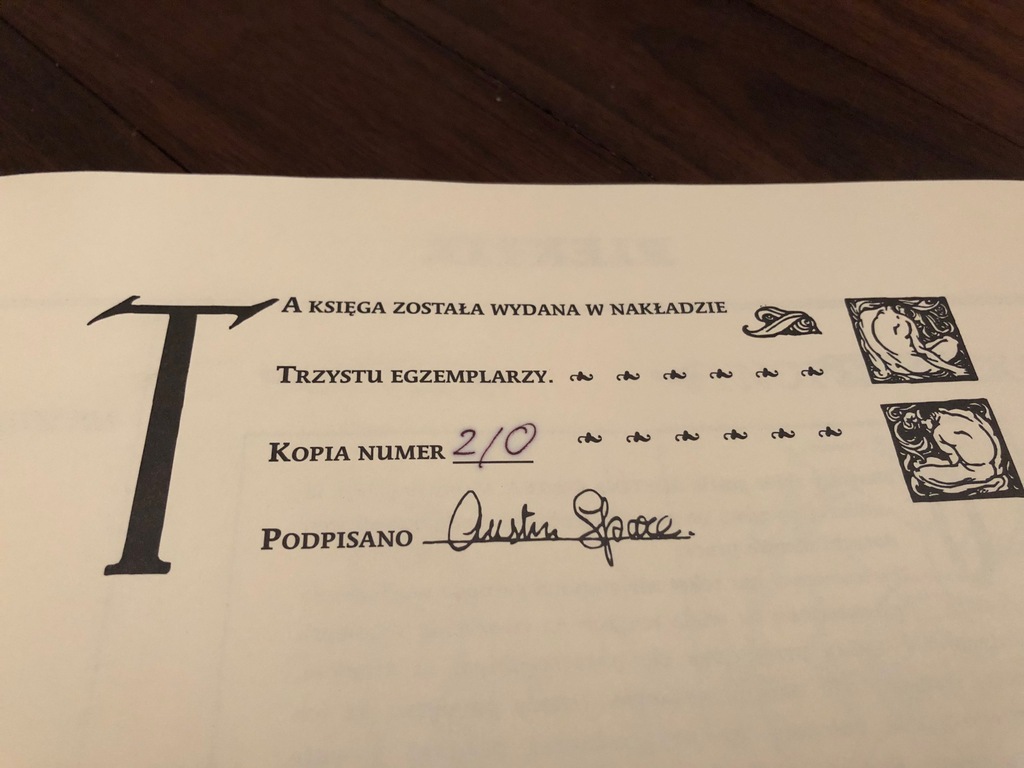 TA KSIĘGA ZOSTAŁA WYDANA W NAKŁADZIE
TRZYSTU EGZEMPLARZY.
KOPIA NUMER 210
PODPISANO Austin Spare.